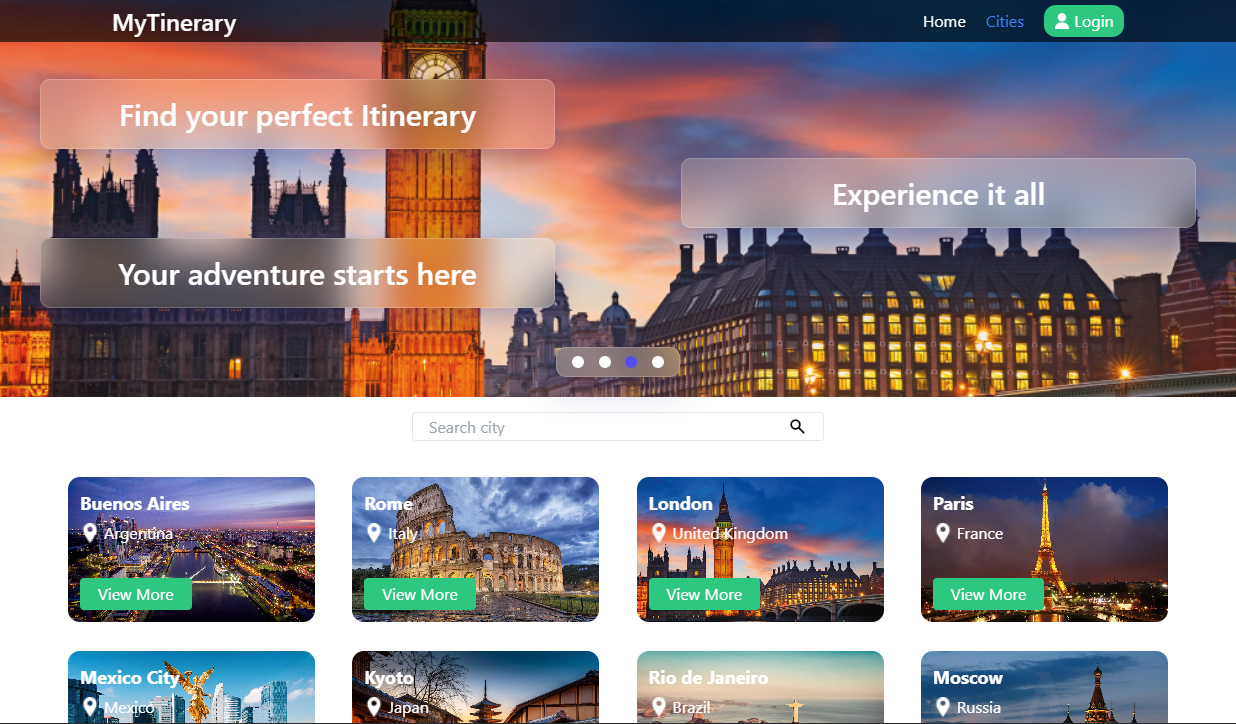 MyTinerary
Home Cities Login
Find your perfect Itinerary
Experience it all
Your adventure starts here
Search city
Buenos Aires
Argentina
View More
Rome
Italy
View More
London
United Kingdom
View More
Paris
France
View More
Mexico City
Mexico
Kyoto
Japan
Rio de Janeiro
Brazil
Moscow
Russia